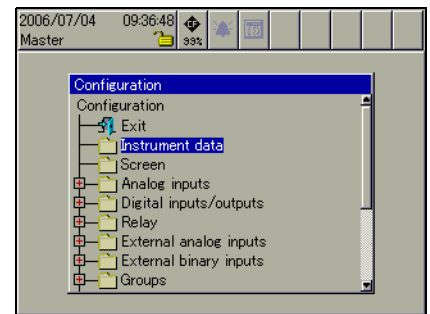 2006/07/04 09:36:48
CF
99%
Master
Configuration
Configuration
Exit
Instrument data
Screen
Analog inputs
Digital inputs/outputs
Relay
External analog inputs
External binary inputs
Groups